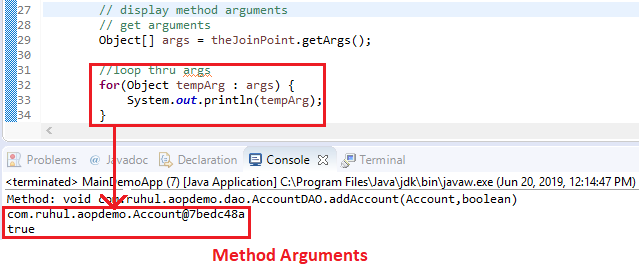 27 // display method arguments
28 // get arguments
29 Object[] args = theJoinPoint.getArgs();
30
31 //loop thru args
32 for(Object tempArg : args) {
33 System.out.println(tempArg);
34 }
Problems @ Javadoc Declaration Console Terminal
<terminated> MainDemoApp (7) [Java Application] C:\Program Files\Java\jdk\bin\javaw.exe (Jun 20, 2019, 12:14:47 PM)
Method: void com.ruhul.aopdemo.dao.AccountDAO.addAccount(Account,boolean)
com.ruhul.aopdemo.Account@7bedc48a
true
Method Arguments